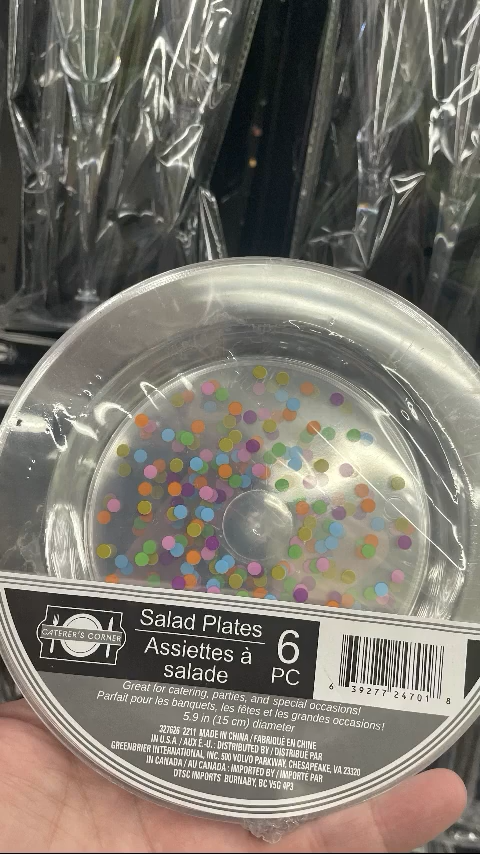 CATERER'S CORNER
Salad Plates
Assiettes à
salade
6
PC
6 39277 24701 8
Great for catering, parties, and special occasions!
Parfait pour les banquets, les fêtes et les grandes occasions!
5.9 in (15 cm) diameter
327626 2211 MADE IN CHINA / FABRIQUÉ EN CHINE
IN U.S.A. / AUX É.-U.: DISTRIBUTED BY / DISTRIBUÉ PAR
GREENBRIER INTERNATIONAL, INC. 500 VOLVO PARKWAY, CHESAPEAKE, VA 23320
IN CANADA / AU CANADA : IMPORTED BY / IMPORTÉ PAR
DTSC IMPORTS BURNABY, BC V5G 4P3